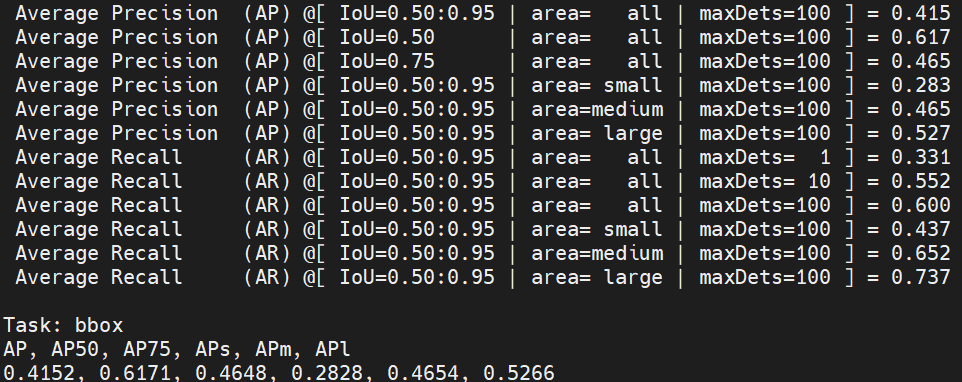 Average Precision  (AP) @[ IoU=0.50:0.95 | area=   all | maxDets=100 ] = 0.415
Average Precision  (AP) @[ IoU=0.50      | area=   all | maxDets=100 ] = 0.617
Average Precision  (AP) @[ IoU=0.75      | area=   all | maxDets=100 ] = 0.465
Average Precision  (AP) @[ IoU=0.50:0.95 | area= small | maxDets=100 ] = 0.283
Average Precision  (AP) @[ IoU=0.50:0.95 | area=medium | maxDets=100 ] = 0.465
Average Precision  (AP) @[ IoU=0.50:0.95 | area= large | maxDets=100 ] = 0.527
Average Recall     (AR) @[ IoU=0.50:0.95 | area=   all | maxDets=  1 ] = 0.331
Average Recall     (AR) @[ IoU=0.50:0.95 | area=   all | maxDets= 10 ] = 0.552
Average Recall     (AR) @[ IoU=0.50:0.95 | area=   all | maxDets=100 ] = 0.600
Average Recall     (AR) @[ IoU=0.50:0.95 | area= small | maxDets=100 ] = 0.437
Average Recall     (AR) @[ IoU=0.50:0.95 | area=medium | maxDets=100 ] = 0.652
Average Recall     (AR) @[ IoU=0.50:0.95 | area= large | maxDets=100 ] = 0.737
Task: bbox
AP, AP50, AP75, APs, APm, APl
0.4152, 0.6171, 0.4648, 0.2828, 0.4654, 0.5266